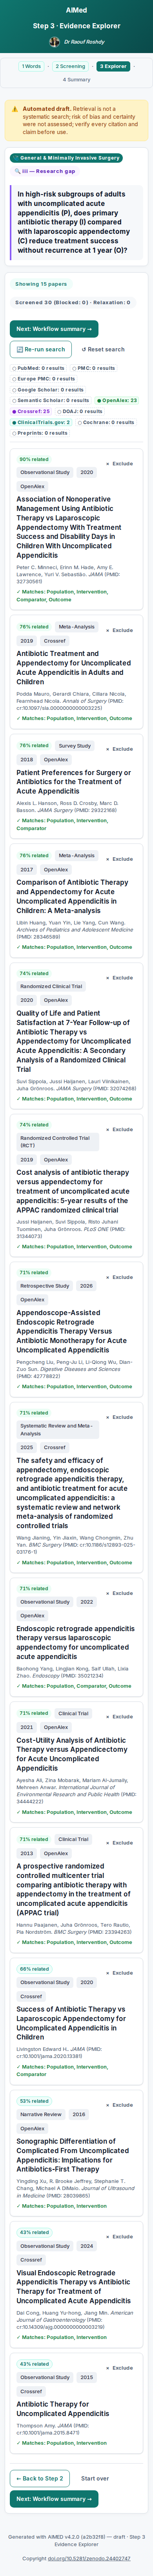 AIMed
Step 3 · Evidence Explorer
Dr Raouf Roshdy
1 Words
2 Screening
3 Explorer
4 Summary
⚠️ Automated draft. Retrieval is not a
systematic search; risk of bias and certainty
were not assessed; verify every citation and
claim before use.
General & Minimally Invasive Surgery
— Research gap
In high-risk subgroups of adults
with uncomplicated acute
appendicitis (P), does primary
antibiotic therapy (I) compared
with laparoscopic appendectomy
(C) reduce treatment success
without recurrence at 1 year (O)?
Showing 15 papers
Screened 30 (Blocked: 0) · Relaxation: 0
Next: Workflow summary →
🔄 Re-run search
↺ Reset search
PubMed: 0 results
PMC: 0 results
Europe PMC: 0 results
Google Scholar: 0 results
Semantic Scholar: 0 results
OpenAlex: 23
Crossref: 25
DOAJ: 0 results
ClinicalTrials.gov: 2
Cochrane: 0 results
Preprints: 0 results
90% related
Observational Study
2020
OpenAlex
× Exclude
Association of Nonoperative
Management Using Antibiotic
Therapy vs Laparoscopic
Appendectomy With Treatment
Success and Disability Days in
Children With Uncomplicated
Appendicitis
Peter C. Minneci, Erinn M. Hade, Amy E.
Lawrence, Yuri V. Sebastião. JAMA (PMID:
32730561)
✓ Matches: Population, Intervention,
Comparator, Outcome
76% related
Meta-Analysis
2019
Crossref
× Exclude
Antibiotic Treatment and
Appendectomy for Uncomplicated
Acute Appendicitis in Adults and
Children
Podda Mauro, Gerardi Chiara, Cillara Nicola,
Fearnhead Nicola. Annals of Surgery (PMID:
cr:10.1097/sla.0000000000003225)
✓ Matches: Population, Intervention, Outcome
76% related
Survey Study
2018
OpenAlex
× Exclude
Patient Preferences for Surgery or
Antibiotics for the Treatment of
Acute Appendicitis
Alexis L. Hanson, Ross D. Crosby, Marc D.
Basson. JAMA Surgery (PMID: 29322168)
✓ Matches: Population, Intervention,
Comparator
76% related
Meta-Analysis
2017
OpenAlex
× Exclude
Comparison of Antibiotic Therapy
and Appendectomy for Acute
Uncomplicated Appendicitis in
Children: A Meta-analysis
Libin Huang, Yuan Yin, Lie Yang, Cun Wang.
Archives of Pediatrics and Adolescent Medicine
(PMID: 28346589)
✓ Matches: Population, Intervention, Outcome
74% related
Randomized Clinical Trial
2020
OpenAlex
× Exclude
Quality of Life and Patient
Satisfaction at 7-Year Follow-up of
Antibiotic Therapy vs
Appendectomy for Uncomplicated
Acute Appendicitis: A Secondary
Analysis of a Randomized Clinical
Trial
Suvi Sippola, Jussi Haijanen, Lauri Viinikainen,
Juha Grönroos. JAMA Surgery (PMID: 32074268)
✓ Matches: Population, Intervention, Outcome
74% related
Randomized Controlled Trial
(RCT)
2019
OpenAlex
× Exclude
Cost analysis of antibiotic therapy
versus appendectomy for
treatment of uncomplicated acute
appendicitis: 5-year results of the
APPAC randomized clinical trial
Jussi Haijanen, Suvi Sippola, Risto Juhani
Tuominen, Juha Grönroos. PLoS ONE (PMID:
31344073)
✓ Matches: Population, Intervention, Outcome
71% related
Retrospective Study
2026
OpenAlex
× Exclude
Appendoscope-Assisted
Endoscopic Retrograde
Appendicitis Therapy Versus
Antibiotic Monotherapy for Acute
Uncomplicated Appendicitis
Pengcheng Liu, Peng-Ju Li, Li-Qiong Wu, Dian-
Zuo Sun. Digestive Diseases and Sciences
(PMID: 42778822)
✓ Matches: Population, Intervention, Outcome
71% related
Systematic Review and Meta-
Analysis
2025
Crossref
× Exclude
The safety and efficacy of
appendectomy, endoscopic
retrograde appendicitis therapy,
and antibiotic treatment for acute
uncomplicated appendicitis: a
systematic review and network
meta-analysis of randomized
controlled trials
Wang Jianing, Yin Jiaxin, Wang Chongmin, Zhu
Yan. BMC Surgery (PMID: cr:10.1186/s12893-025-
03176-1)
✓ Matches: Population, Intervention, Outcome
71% related
Observational Study
2022
OpenAlex
× Exclude
Endoscopic retrograde appendicitis
therapy versus laparoscopic
appendectomy for uncomplicated
acute appendicitis
Baohong Yang, Lingjian Kong, Saif Ullah, Lixia
Zhao. Endoscopy (PMID: 35021234)
✓ Matches: Population, Comparator, Outcome
71% related
Clinical Trial
2021
OpenAlex
× Exclude
Cost-Utility Analysis of Antibiotic
Therapy versus Appendicectomy
for Acute Uncomplicated
Appendicitis
Ayesha Ali, Zina Mobarak, Mariam Al-Jumaily,
Mehreen Anwar. International Journal of
Environmental Research and Public Health (PMID:
34444222)
✓ Matches: Population, Intervention, Outcome
71% related
Clinical Trial
2013
OpenAlex
× Exclude
A prospective randomized
controlled multicenter trial
comparing antibiotic therapy with
appendectomy in the treatment of
uncomplicated acute appendicitis
(APPAC trial)
Hannu Paajanen, Juha Grönroos, Tero Rautio,
Pia Nordström. BMC Surgery (PMID: 23394263)
✓ Matches: Population, Intervention, Outcome
66% related
Observational Study
2020
Crossref
× Exclude
Success of Antibiotic Therapy vs
Laparoscopic Appendectomy for
Uncomplicated Appendicitis in
Children
Livingston Edward H.. JAMA (PMID:
cr:10.1001/jama.2020.13381)
✓ Matches: Population, Intervention,
Comparator
52% related
Narrative Review
2016
OpenAlex
× Exclude
Sonographic Differentiation of
Complicated From Uncomplicated
Appendicitis: Implications for
Antibiotics-First Therapy
Yingding Xu, R. Brooke Jeffrey, Stephanie T.
Chang, Michael A DiMaio. Journal of Ultrasound
in Medicine (PMID: 28039865)
✓ Matches: Population, Intervention
43% related
Observational Study
2024
Crossref
× Exclude
Visual Endoscopic Retrograde
Appendicitis Therapy vs Antibiotic
Therapy for Treatment of
Uncomplicated Acute Appendicitis
Dai Cong, Huang Yu-hong, Jiang Min. American
Journal of Gastroenterology (PMID:
cr:10.14309/ajg.0000000000003219)
✓ Matches: Population, Intervention
43% related
Observational Study
2015
Crossref
× Exclude
Antibiotic Therapy for
Uncomplicated Appendicitis
Thompson Amy. JAMA (PMID:
cr:10.1001/jama.2015.8471)
✓ Matches: Population, Intervention
← Back to Step 2
Start over
Next: Workflow summary →
Generated with AIMED v4.2.0 (a2b32f8) — draft · Step 3
Evidence Explorer
Copyright doi.org/10.5281/zenodo.24402747